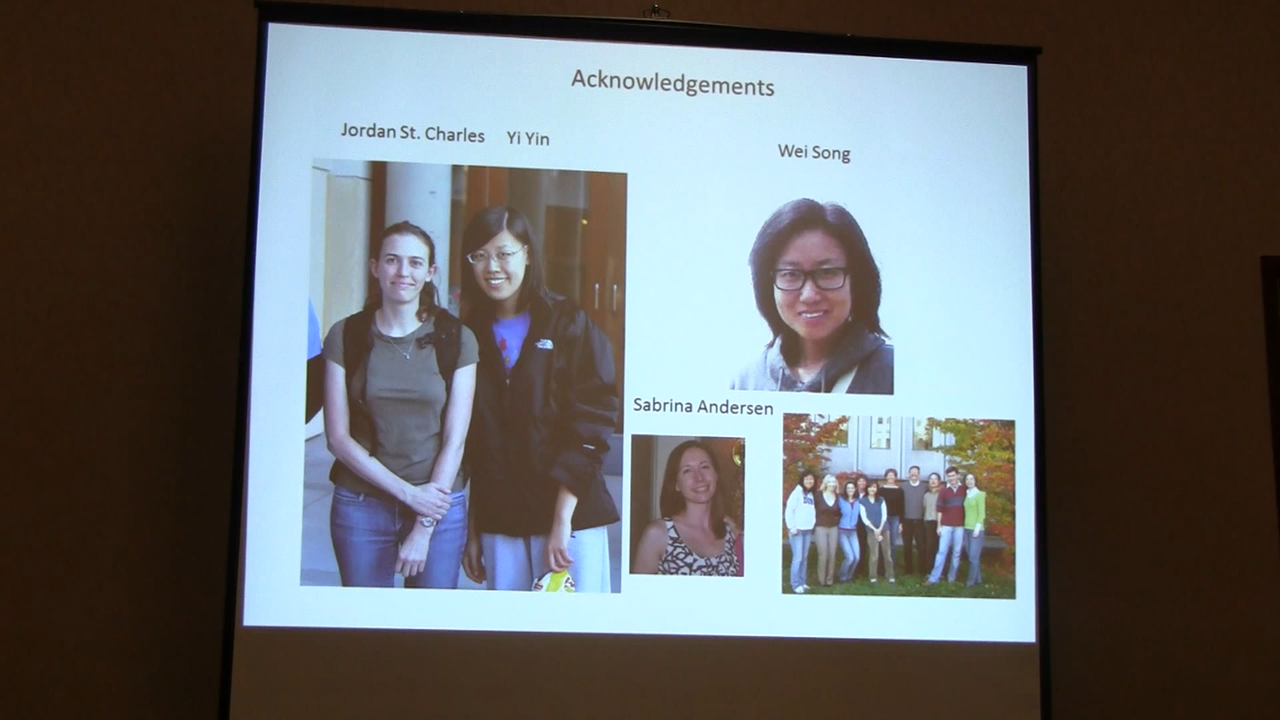 Acknowledgements
Jordan St. Charles Yi Yin
Wei Song
Sabrina Andersen